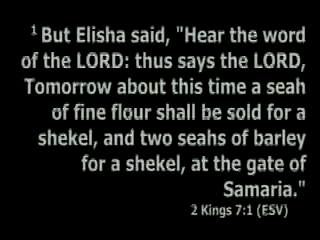 1 But Elisha said, "Hear the word
of the LORD: thus says the LORD,
Tomorrow about this time a seah
of fine flour shall be sold for a
shekel, and two seahs of barley
for a shekel, at the gate of
Samaria."
2 Kings 7:1 (ESV)